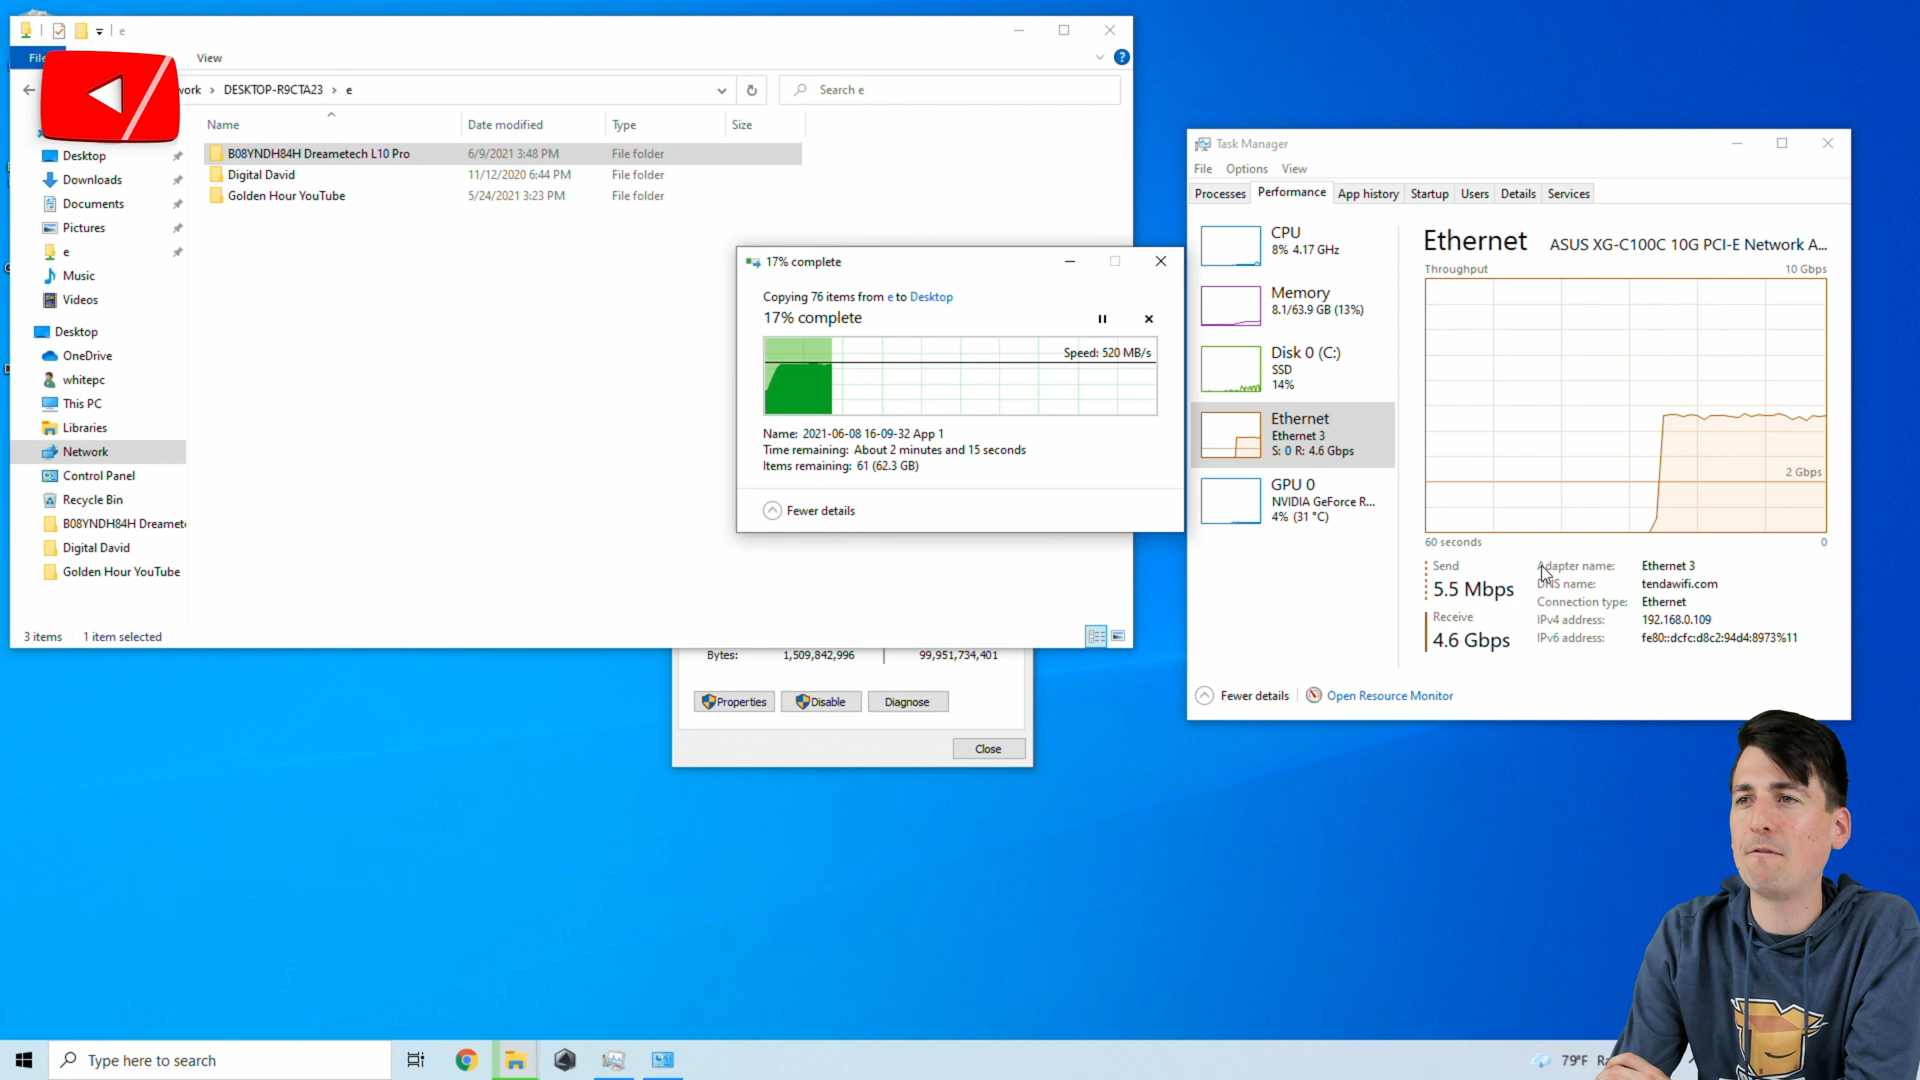 e
File
View
work > DESKTOP-R9CTA23 > e
Search e
Name
Date modified
Type
Size
B08YNDH84H Dreametech L10 Pro
6/9/2021 3:48 PM
File folder
Digital David
11/12/2020 6:44 PM
File folder
Golden Hour YouTube
5/24/2021 3:23 PM
File folder
Desktop
Downloads
Documents
Pictures
e
Music
Videos
Desktop
OneDrive
whitepc
This PC
Libraries
Network
Control Panel
Recycle Bin
B08YNDH84H Dreamet
Digital David
Golden Hour YouTube
3 items
1 item selected
17% complete
Copying 76 items from e to Desktop
17% complete
Speed: 520 MB/s
Name: 2021-06-08 16-09-32 App 1
Time remaining: About 2 minutes and 15 seconds
Items remaining: 61 (62.3 GB)
Fewer details
Bytes:
1,509,842,996
99,951,734,401
Properties
Disable
Diagnose
Close
Task Manager
File
Options
View
Processes
Performance
App history
Startup
Users
Details
Services
CPU
8% 4.17 GHz
Memory
8.1/63.9 GB (13%)
Disk 0 (C:)
SSD
14%
Ethernet
Ethernet 3
S: 0 R: 4.6 Gbps
GPU 0
NVIDIA GeForce R...
4% (31 °C)
Ethernet
ASUS XG-C100C 10G PCI-E Network A...
Throughput
10 Gbps
2 Gbps
60 seconds
0
Send
5.5 Mbps
Receive
4.6 Gbps
Adapter name:
Ethernet 3
DNS name:
tendawifi.com
Connection type:
Ethernet
IPv4 address:
192.168.0.109
IPv6 address:
fe80::dcfc:d8c2:94d4:8973%11
Fewer details
Open Resource Monitor
Type here to search
79°F